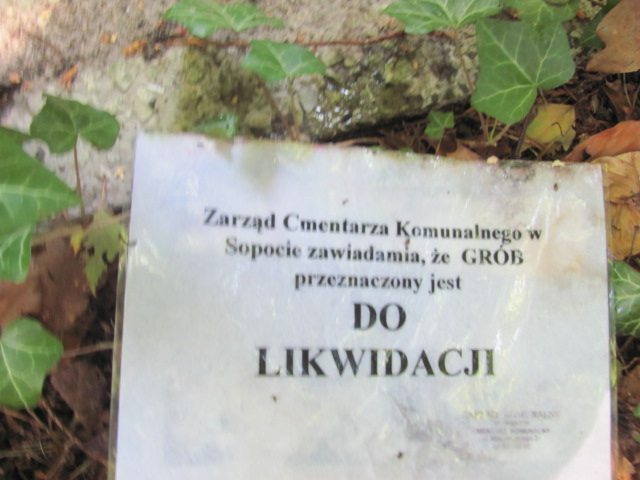 Zarząd Cmentarza Komunalnego w
Sopocie zawiadamia, że GRÓB
przeznaczony jest
DO
LIKWIDACJI